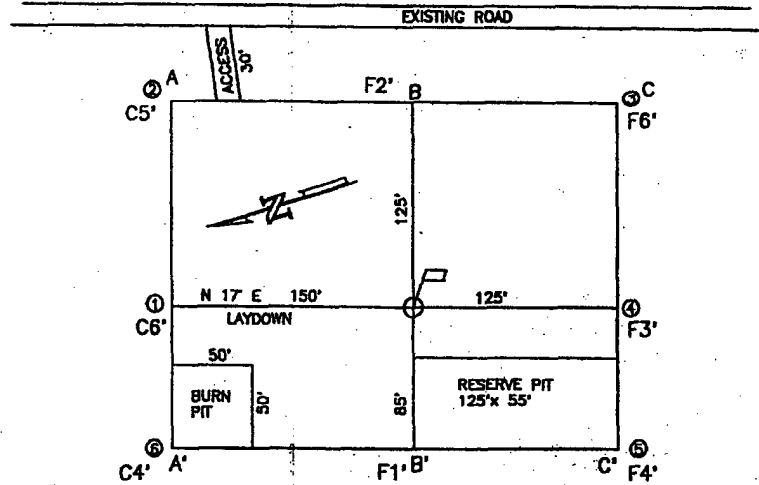 EXISTING ROAD
ACCESS
30'
② A
C5'
F2' B
③ C
F6'
N
125'
① N 17 E 150' 125' ④
C6' LAYDOWN F3'
50'
BURN
PIT
50'
85'
RESERVE PIT
125'x 55'
⑥ A'
C4'
F1' B'
C' ⑤
F4'